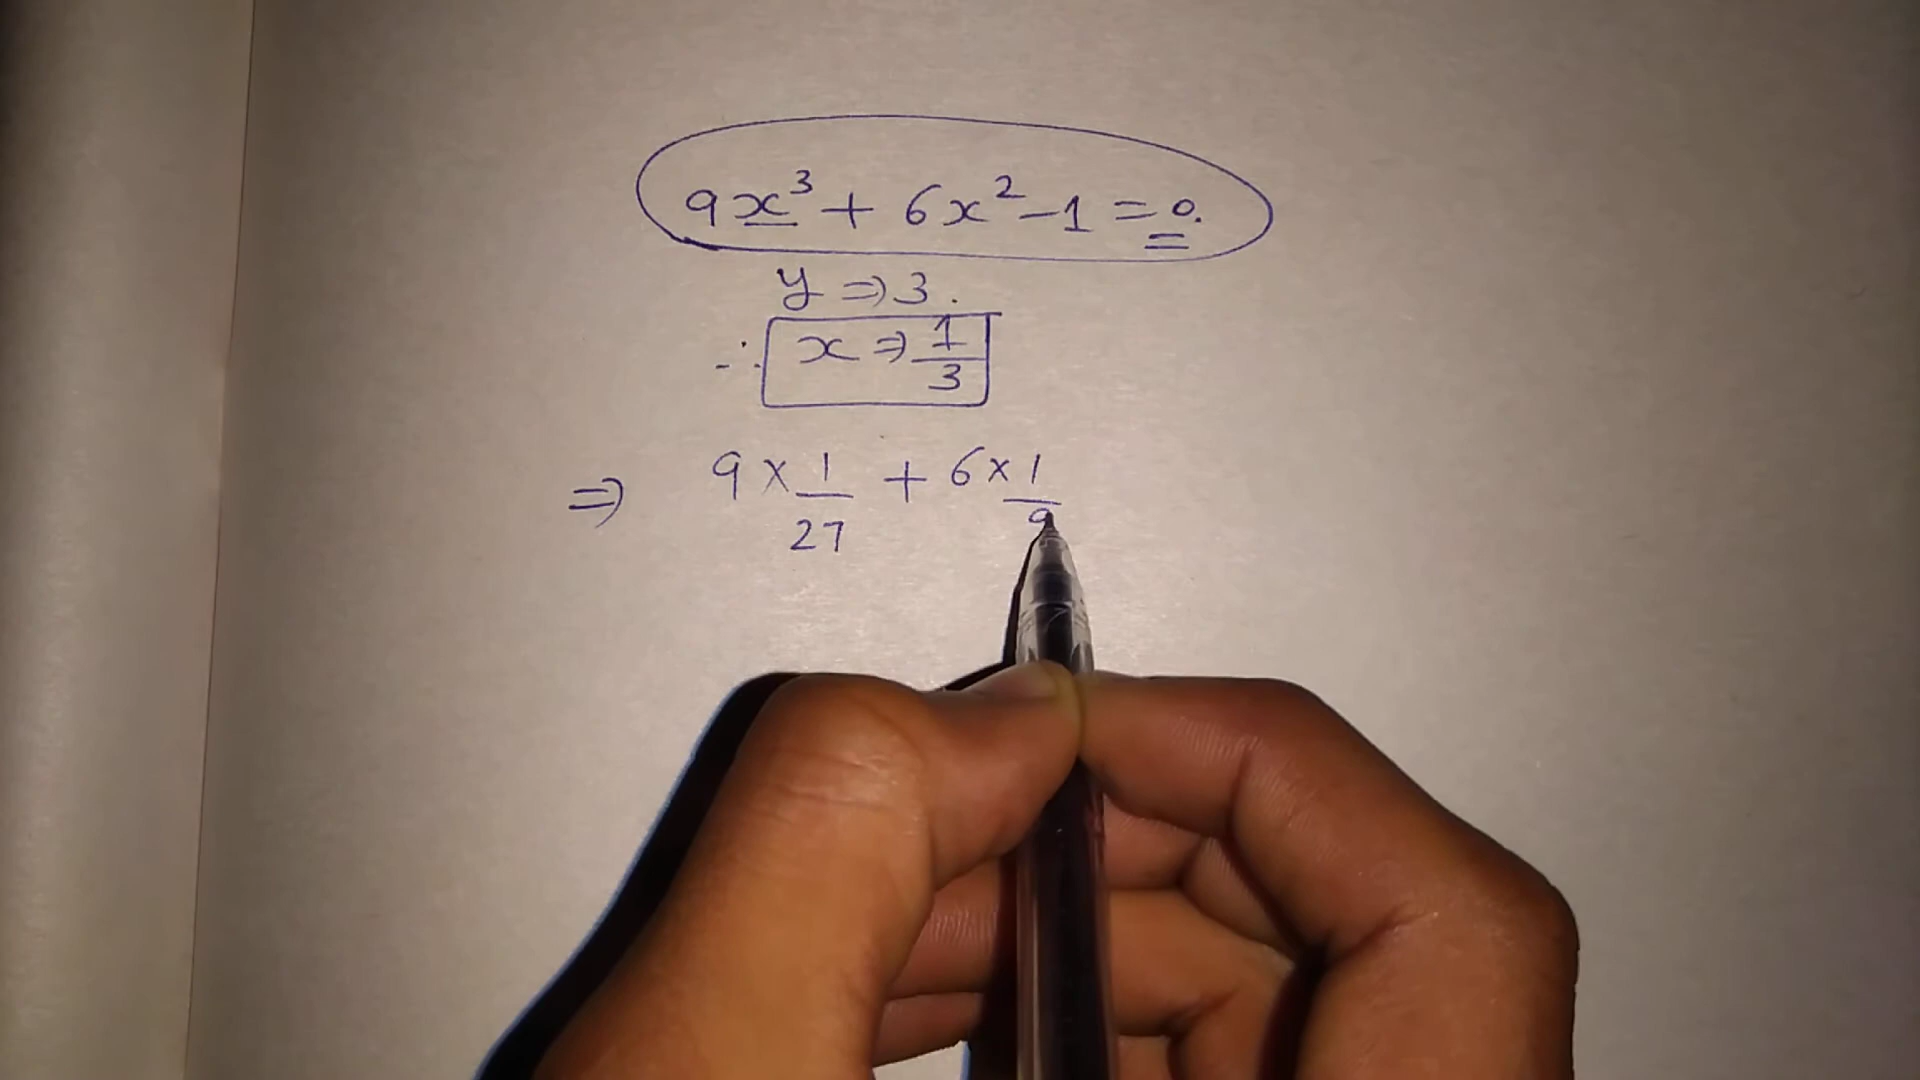 9x³ + 6x² - 1 = 0.
y ⇒ 3.
∴ x ⇒ 1/3
⇒ 9 × 1/27 + 6 × 1/9